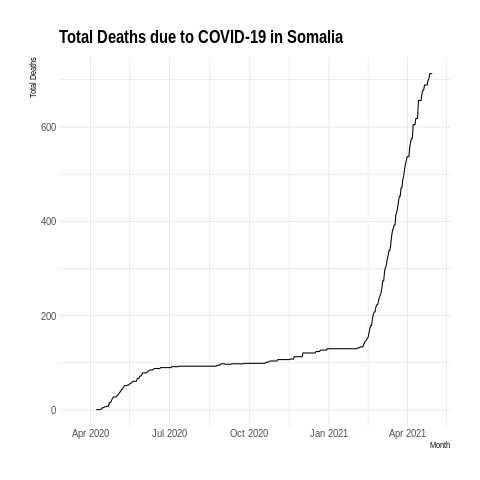 Total Deaths due to COVID-19 in Somalia
Total Deaths
600
400
200
0
Apr 2020 Jul 2020 Oct 2020 Jan 2021 Apr 2021
Month